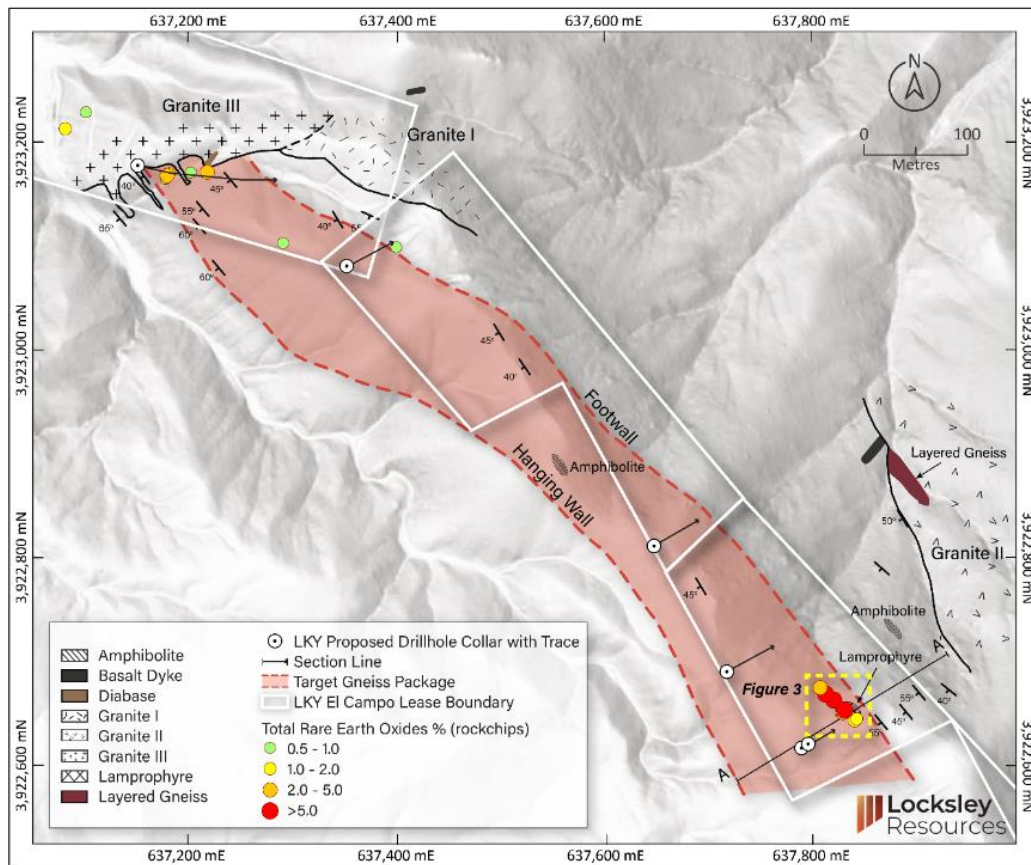 637,200 mE
637,400 mE
637,600 mE
637,800 mE
3,923,200 mN
3,923,200 mN
Granite III
Granite I
N
0
100
Metres
40°
45°
55°
60°
65°
60°
40°
55°
3,923,000 mN
3,923,000 mN
45°
40°
Footwall
Hanging Wall
Amphibolite
Layered Gneiss
50°
Granite II
3,922,800 mN
3,922,800 mN
45°
Amphibolite
A'
Lamprophyre
Figure 3
55°
45°
40°
55°
A
3,922,600 mN
3,922,600 mN
Amphibolite
Basalt Dyke
Diabase
Granite I
Granite II
Granite III
Lamprophyre
Layered Gneiss
LKY Proposed Drillhole Collar with Trace
Section Line
Target Gneiss Package
LKY El Campo Lease Boundary
Total Rare Earth Oxides % (rockchips)
0.5 - 1.0
1.0 - 2.0
2.0 - 5.0
>5.0
Locksley
Resources
637,200 mE
637,400 mE
637,600 mE
637,800 mE